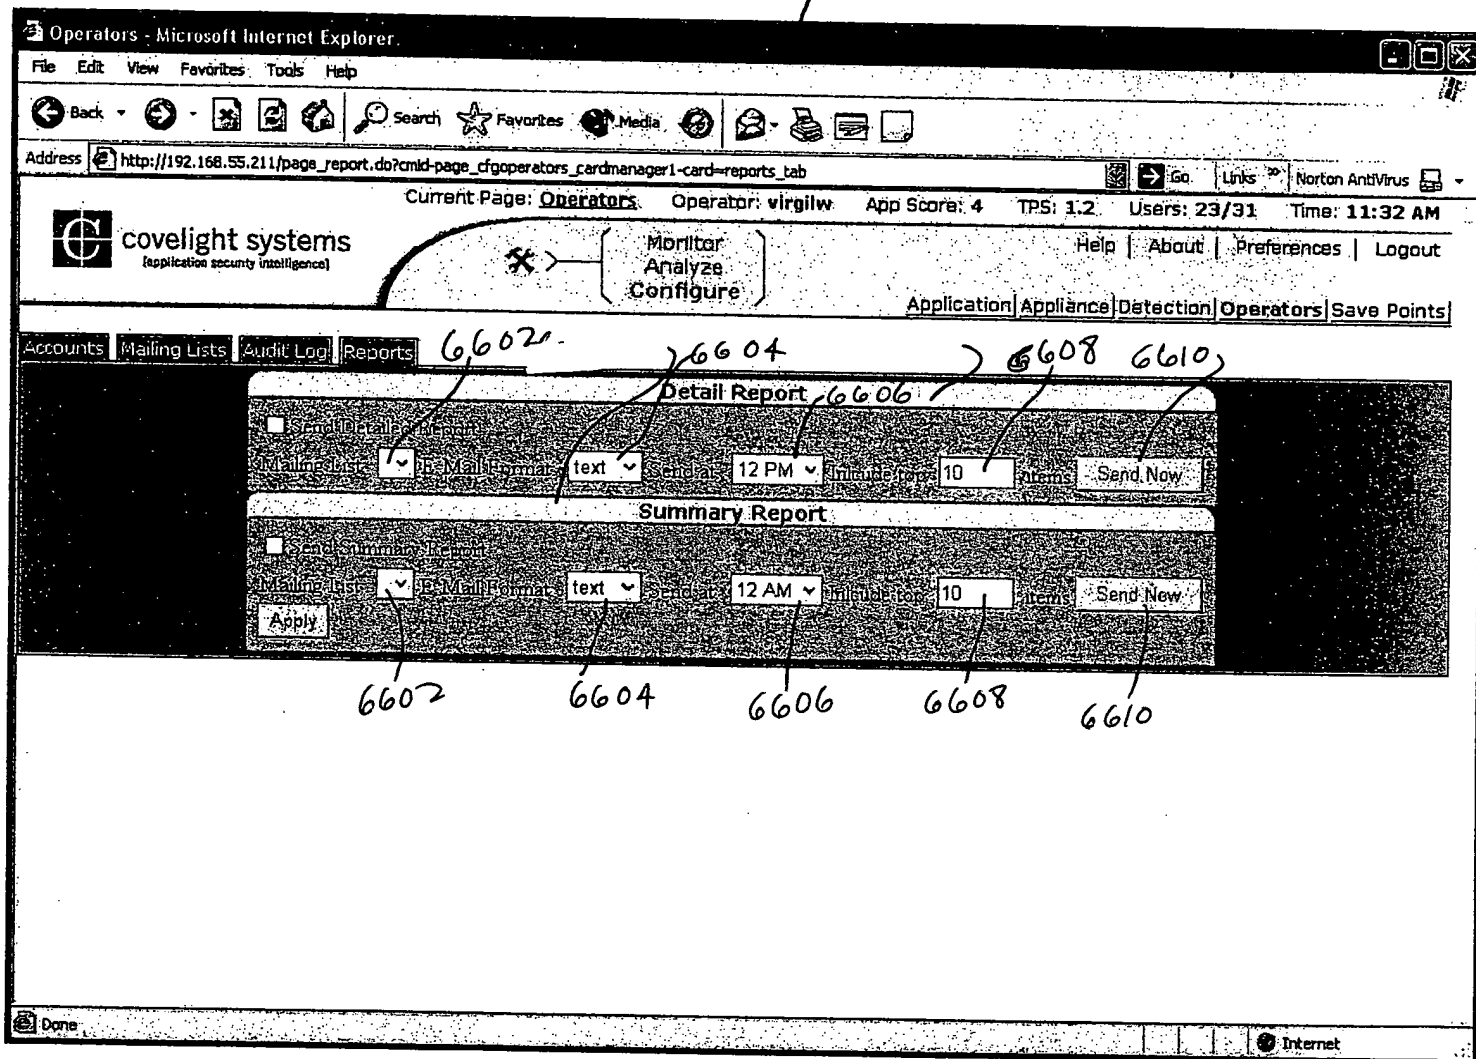 Operators - Microsoft Internet Explorer.
File Edit View Favorites Tools Help
Back Search Favorites Media
Address http://192.168.55.211/page_report.do?cmld-page_cfgoperators_cardmanager1-card=reports_tab Go Links » Norton AntiVirus
Current Page: Operators Operator: virgilw App Score: 4 TPS: 1.2 Users: 23/31 Time: 11:32 AM
covelight systems
[application security intelligence]
Monitor
Analyze
Configure
Help | About | Preferences | Logout
Application| Appliance| Detection| Operators| Save Points|
Accounts Mailing Lists Audit Log Reports
6602 6604 6608 6610
Detail Report 6606
Send Detailed Report
Mailing List E-Mail Format text Send at 12 PM Inlcude top 10 items Send Now
Summary Report
Send Summary Report
Mailing List E-Mail Format text Send at 12 AM Inlcude top 10 items Send Now
Apply
6602 6604 6606 6608 6610
Done Internet